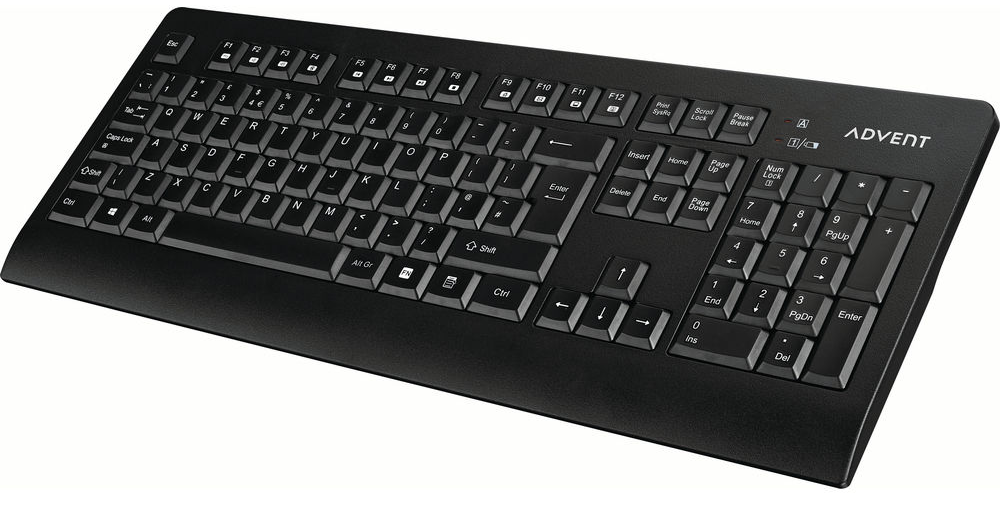 Esc F1 F2 F3 F4 F5 F6 F7 F8 F9 F10 F11 F12 Print SysRc Scroll Lock Pause Break
A
ADVENT
1 2 3 £ 4 € % 5 6 7 8 9 0 - =
Insert Home Page Up Num Lock / * -
Tab Q W E R T Y U I O P { [ } ] Enter
Delete End Page Down 7 Home 8 9 PgUp +
Caps Lock A S D F G H J K L : ; @ ~ #
4 5 6
Shift Z X C V B N M < , > . ? / Shift
1 End 2 3 PgDn Enter
Ctrl Alt Alt Gr FN Ctrl
0 Ins . Del